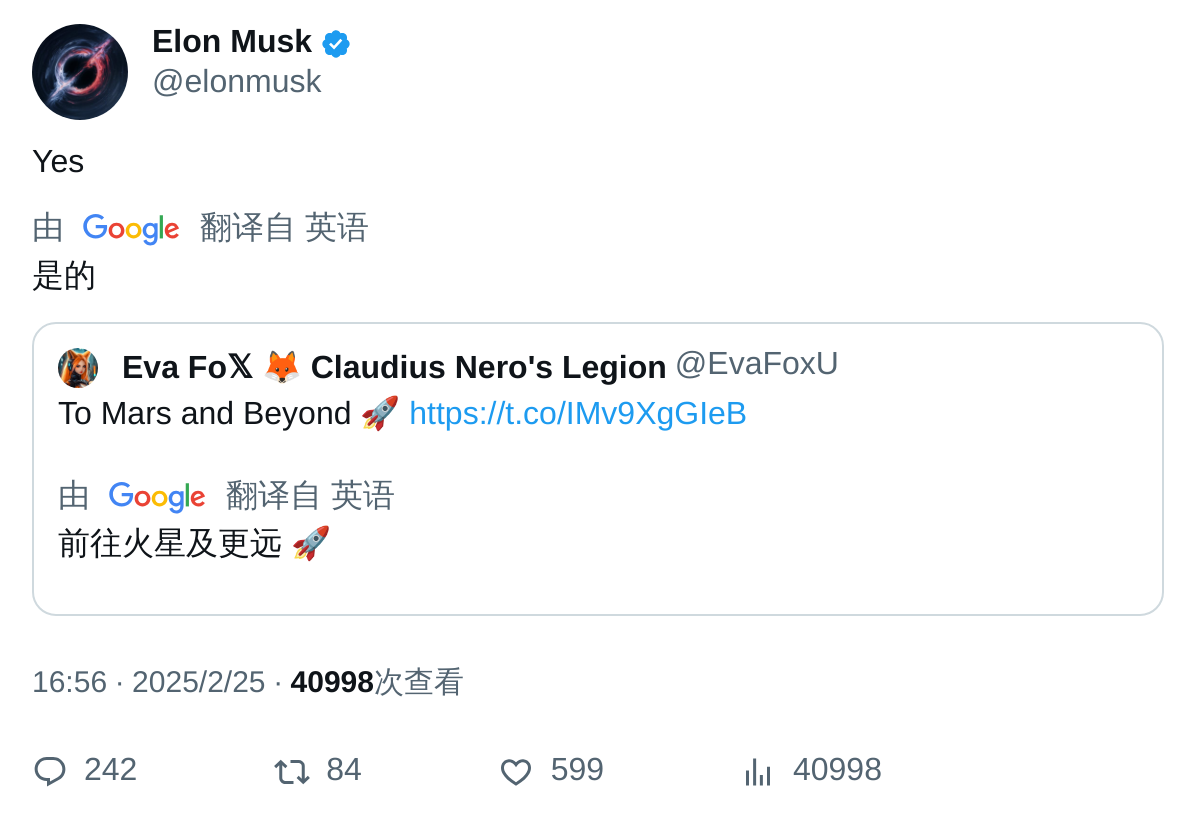 Elon Musk
@elonmusk
Yes
由 Google 翻译自 英语
是的
Eva Fo𝕏 🦊 Claudius Nero's Legion @EvaFoxU
To Mars and Beyond 🚀 https://t.co/IMv9XgGIeB
由 Google 翻译自 英语
前往火星及更远 🚀
16:56 · 2025/2/25 · 40998次查看
242 84 599 40998